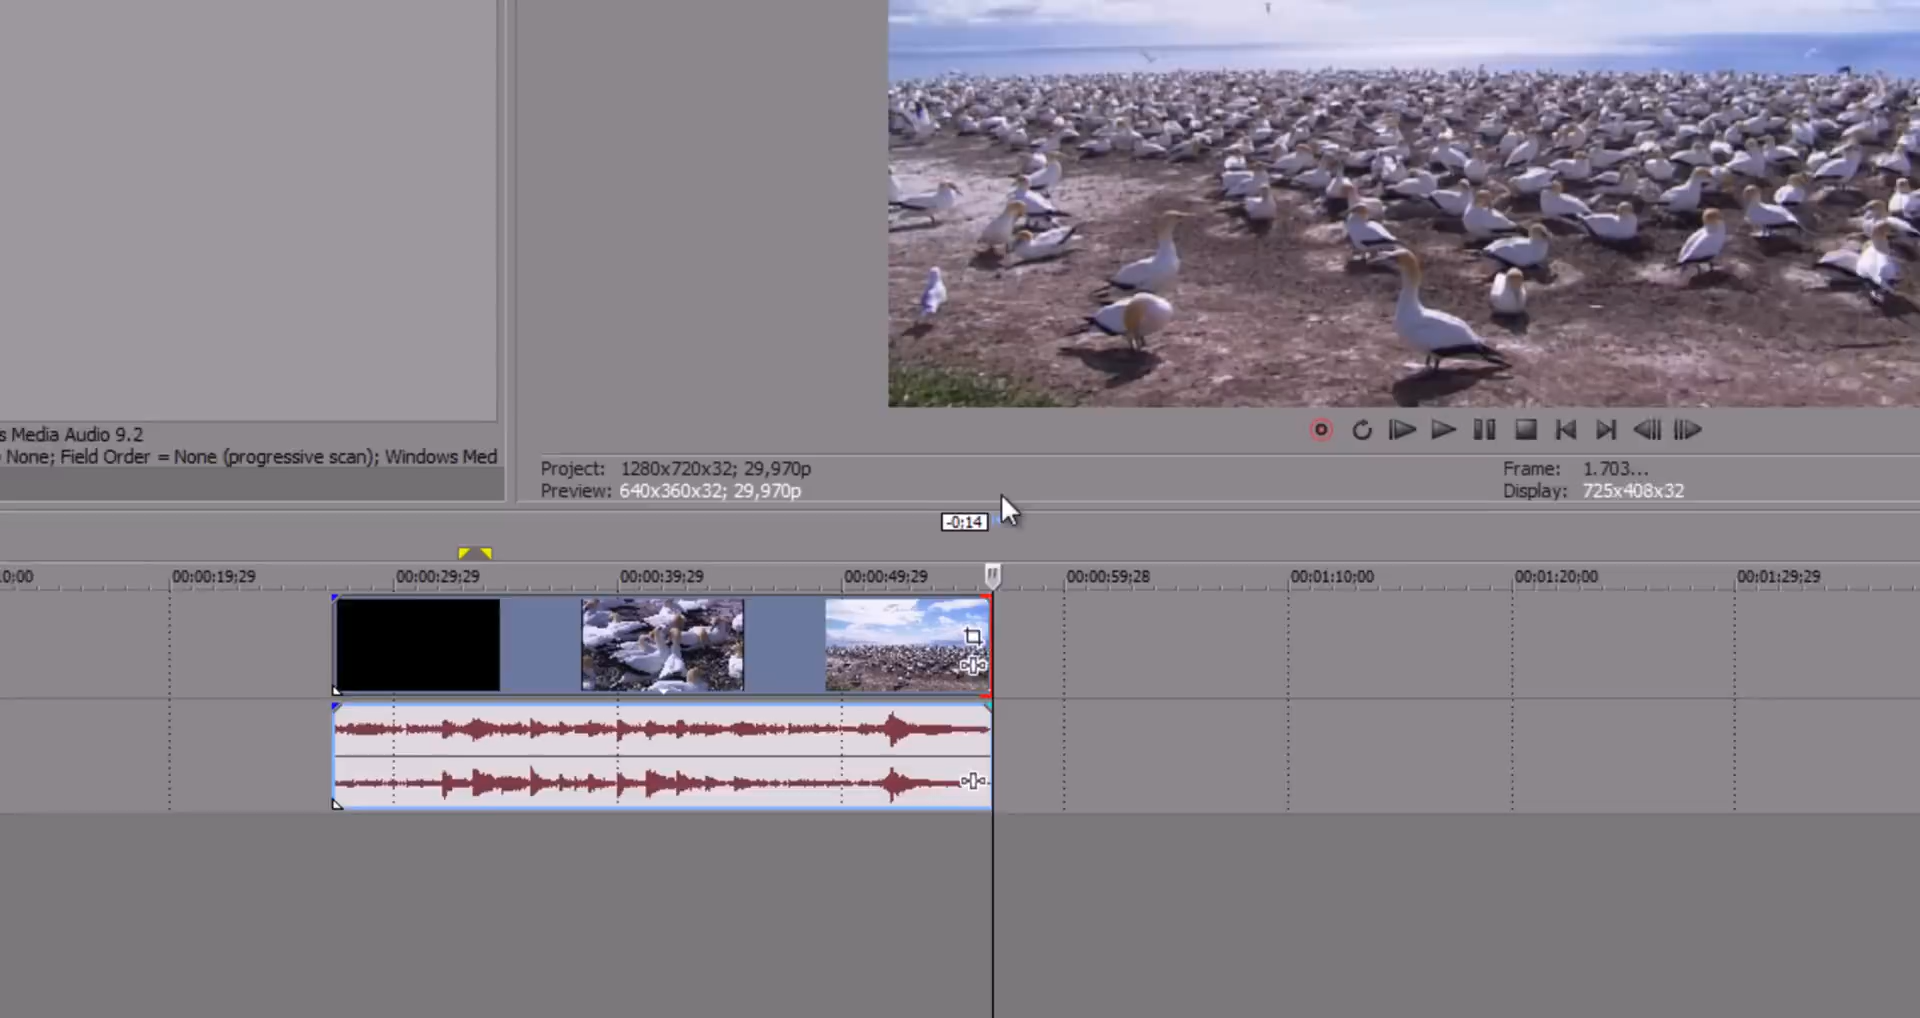 s Media Audio 9.2
None; Field Order = None (progressive scan); Windows Med
Project: 1280x720x32; 29,970p
Preview: 640x360x32; 29,970p
Frame: 1.703...
Display: 725x408x32
-0;14
0;00 00:00:19;29 00:00:29;29 00:00:39;29 00:00:49;29 00:00:59;28 00:01:10;00 00:01:20;00 00:01:29;29